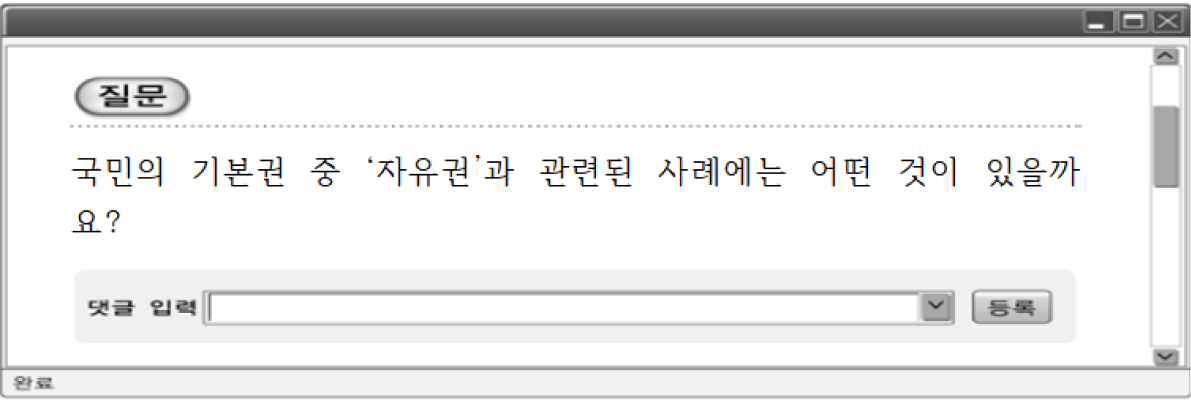 질문
국민의 기본권 중 ‘자유권’과 관련된 사례에는 어떤 것이 있을까
요?
댓글 입력 등록
완료